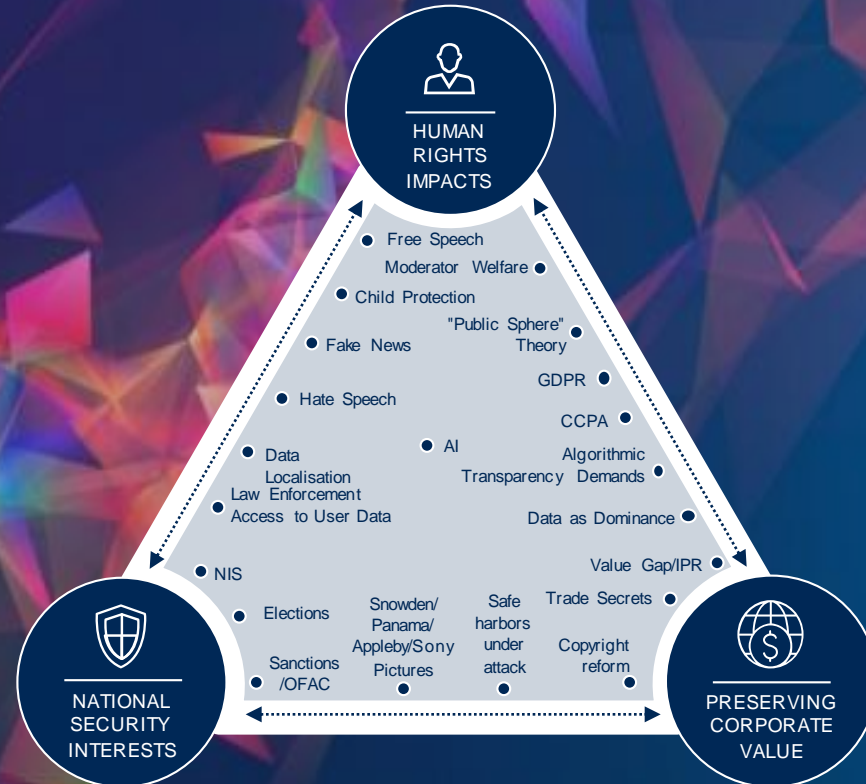 HUMAN
RIGHTS
IMPACTS
Free Speech
Moderator Welfare
Child Protection
"Public Sphere"
Theory
Fake News
GDPR
Hate Speech
CCPA
AI
Algorithmic
Transparency Demands
Data
Localisation
Law Enforcement
Access to User Data
Data as Dominance
Value Gap/IPR
NIS
Trade Secrets
Elections
Snowden/
Panama/
Appleby/Sony
Pictures
Safe
harbors
under
attack
Copyright
reform
Sanctions
/OFAC
NATIONAL
SECURITY
INTERESTS
PRESERVING
CORPORATE
VALUE
$